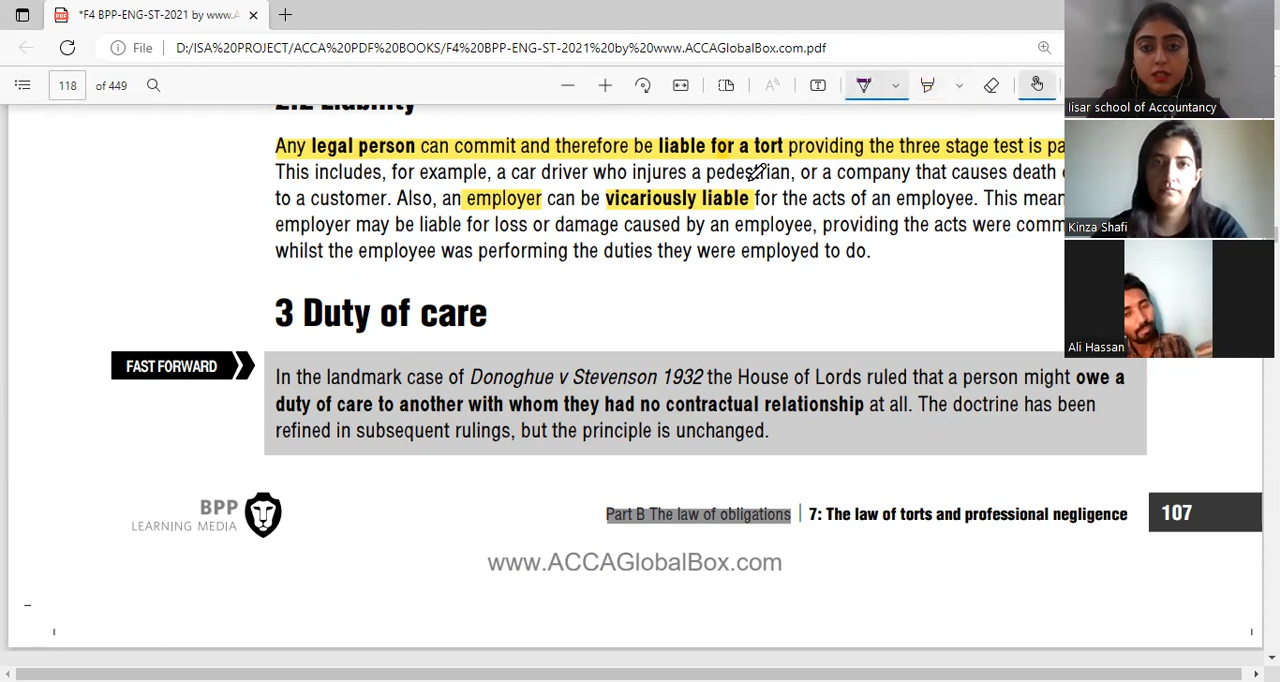 *F4 BPP-ENG-ST-2021 by www.A
File D:/ISA%20PROJECT/ACCA%20PDF%20BOOKS/F4%20BPP-ENG-ST-2021%20by%20www.ACCAGlobalBox.com.pdf
118 of 449
2.2 Liability
Any legal person can commit and therefore be liable for a tort providing the three stage test is pa
This includes, for example, a car driver who injures a pedestrian, or a company that causes death
to a customer. Also, an employer can be vicariously liable for the acts of an employee. This mean
employer may be liable for loss or damage caused by an employee, providing the acts were comm
whilst the employee was performing the duties they were employed to do.
3 Duty of care
FAST FORWARD
In the landmark case of Donoghue v Stevenson 1932 the House of Lords ruled that a person might owe a
duty of care to another with whom they had no contractual relationship at all. The doctrine has been
refined in subsequent rulings, but the principle is unchanged.
BPP
LEARNING MEDIA
Part B The law of obligations | 7: The law of torts and professional negligence 107
www.ACCAGlobalBox.com
lisar school of Accountancy
Kinza Shafi
Ali Hassan